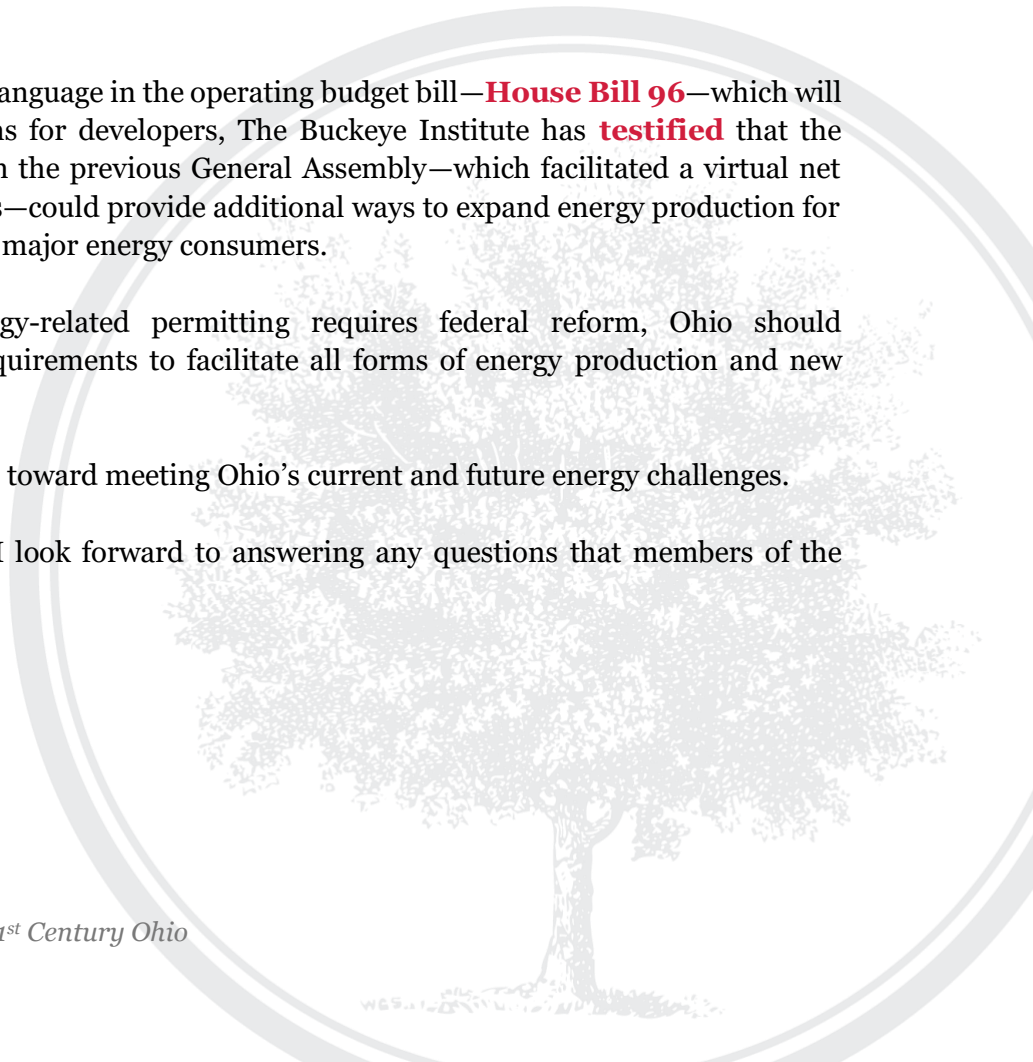 anguage in the operating budget bill—House Bill 96—which will
ns for developers, The Buckeye Institute has testified that the
n the previous General Assembly—which facilitated a virtual net
s—could provide additional ways to expand energy production for
major energy consumers.
gy-related permitting requires federal reform, Ohio should
quirements to facilitate all forms of energy production and new
toward meeting Ohio’s current and future energy challenges.
I look forward to answering any questions that members of the
1st Century Ohio